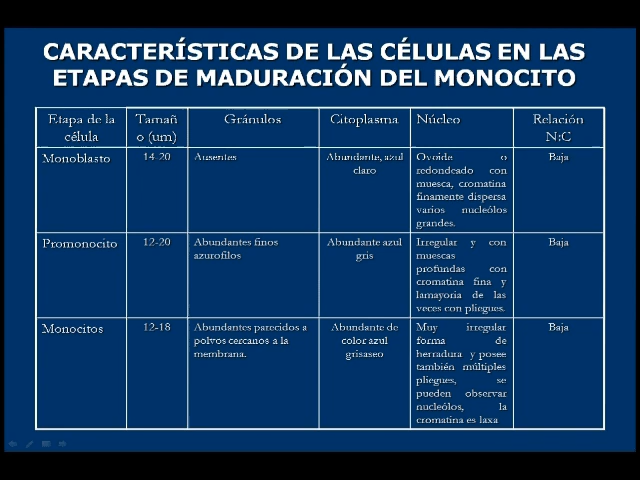 CARACTERÍSTICAS DE LAS CÉLULAS EN LAS
ETAPAS DE MADURACIÓN DEL MONOCITO
Etapa de la
célula
Tamañ
o (um)
Gránulos
Citoplasma
Núcleo
Relación
N:C
Monoblasto
14-20
Ausentes
Abundante, azul
claro
Ovoide o
redondeado con
muesca, cromatina
finamente dispersa
varios nucleólos
grandes.
Baja
Promonocito
12-20
Abundantes finos
azurofilos
Abundante azul
gris
Irregular y con
muescas
profundas con
cromatina fina y
lamayoria de las
veces con pliegues.
Baja
Monocitos
12-18
Abundantes parecidos a
polvos cercanos a la
membrana.
Abundante de
color azul
grisaseo
Muy irregular
forma de
herradura y posee
también múltiples
pliegues, se
pueden observar
nucleólos, la
cromatina es laxa
Baja